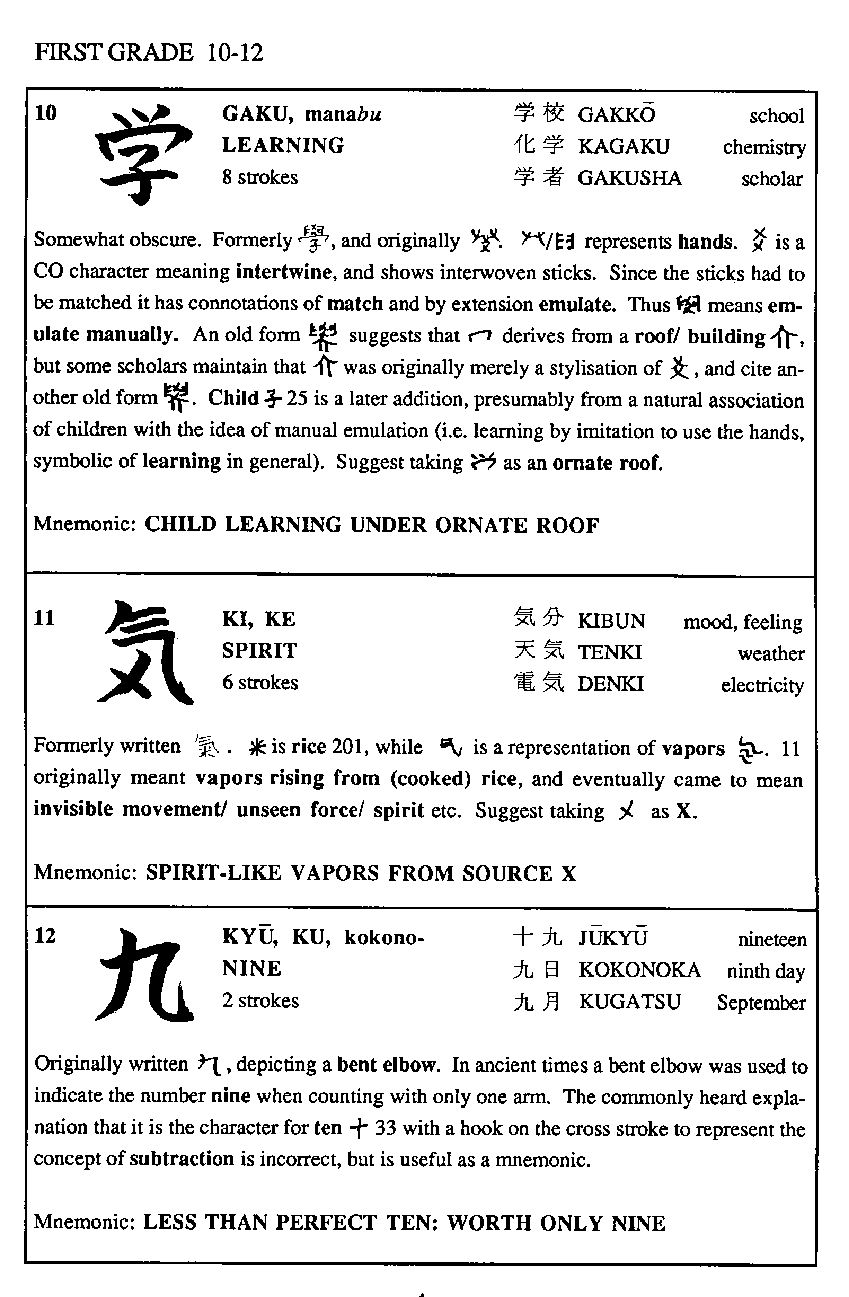 FIRST GRADE 10-12
10 学 GAKU, manabu 学校 GAKKŌ school
LEARNING 化学 KAGAKU chemistry
8 strokes 学者 GAKUSHA scholar
Somewhat obscure. Formerly 學, and originally . /  represents hands. 爻 is a
CO character meaning intertwine, and shows interwoven sticks. Since the sticks had to
be matched it has connotations of match and by extension emulate. Thus  means em-
ulate manually. An old form  suggests that 冖 derives from a roof/ building ,
but some scholars maintain that  was originally merely a stylisation of , and cite an-
other old form . Child 子 25 is a later addition, presumably from a natural association
of children with the idea of manual emulation (i.e. learning by imitation to use the hands,
symbolic of learning in general). Suggest taking  as an ornate roof.
Mnemonic: CHILD LEARNING UNDER ORNATE ROOF
11 気 KI, KE 気分 KIBUN mood, feeling
SPIRIT 天気 TENKI weather
6 strokes 電気 DENKI electricity
Formerly written 氣 . 米 is rice 201, while 气 is a representation of vapors . 11
originally meant vapors rising from (cooked) rice, and eventually came to mean
invisible movement/ unseen force/ spirit etc. Suggest taking 㐅 as X.
Mnemonic: SPIRIT-LIKE VAPORS FROM SOURCE X
12 九 KYŪ, KU, kokono- 十九 JŪKYŪ nineteen
NINE 九日 KOKONOKA ninth day
2 strokes 九月 KUGATSU September
Originally written , depicting a bent elbow. In ancient times a bent elbow was used to
indicate the number nine when counting with only one arm. The commonly heard expla-
nation that it is the character for ten 十 33 with a hook on the cross stroke to represent the
concept of subtraction is incorrect, but is useful as a mnemonic.
Mnemonic: LESS THAN PERFECT TEN: WORTH ONLY NINE